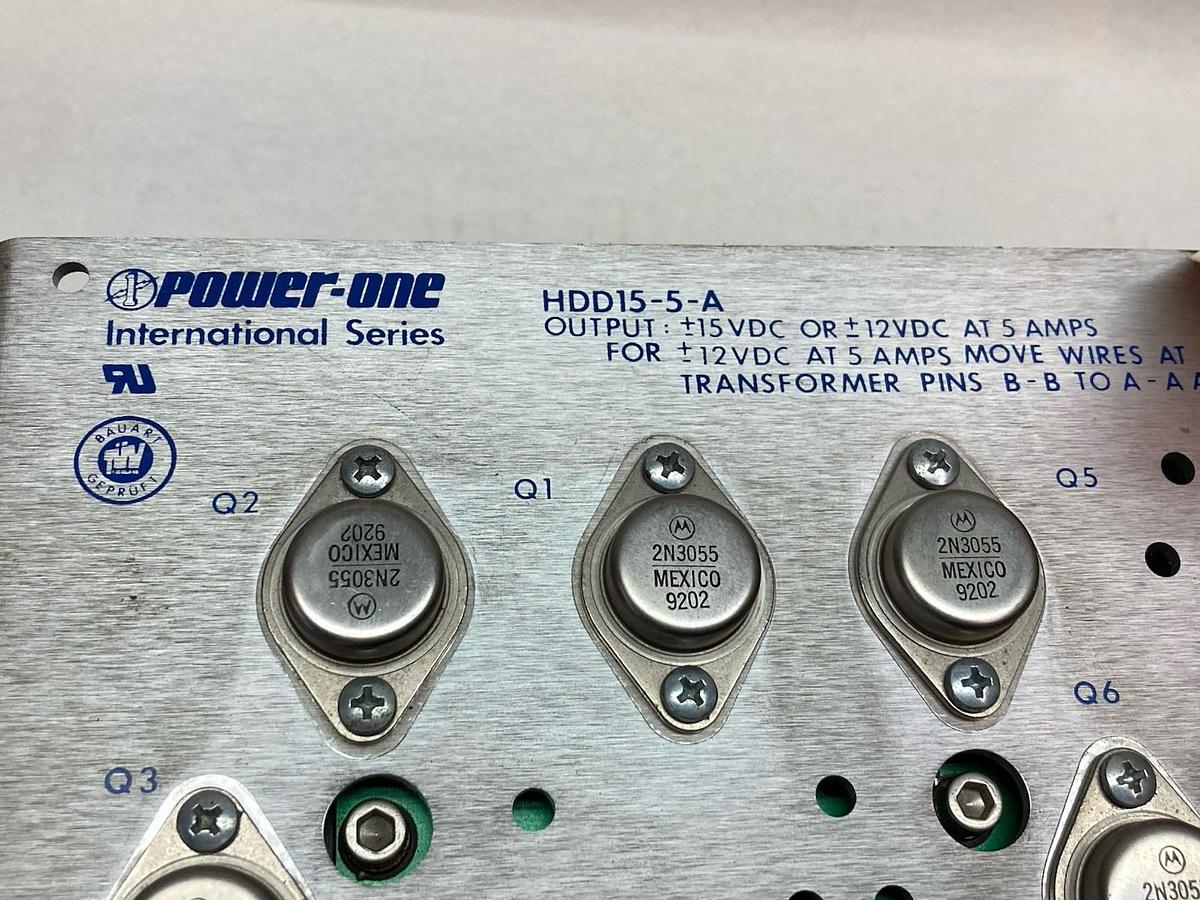 POWER-ONE
International Series
HDD15-5-A
OUTPUT: ±15VDC OR ±12VDC AT 5 AMPS
FOR ±12VDC AT 5 AMPS MOVE WIRES AT
TRANSFORMER PINS B-B TO A-A A
BAUART
GEPRÜFT
Q2
2N3055
MEXICO
9202
Q1
2N3055
MEXICO
9202
Q5
2N3055
MEXICO
9202
Q6
Q3
2N305